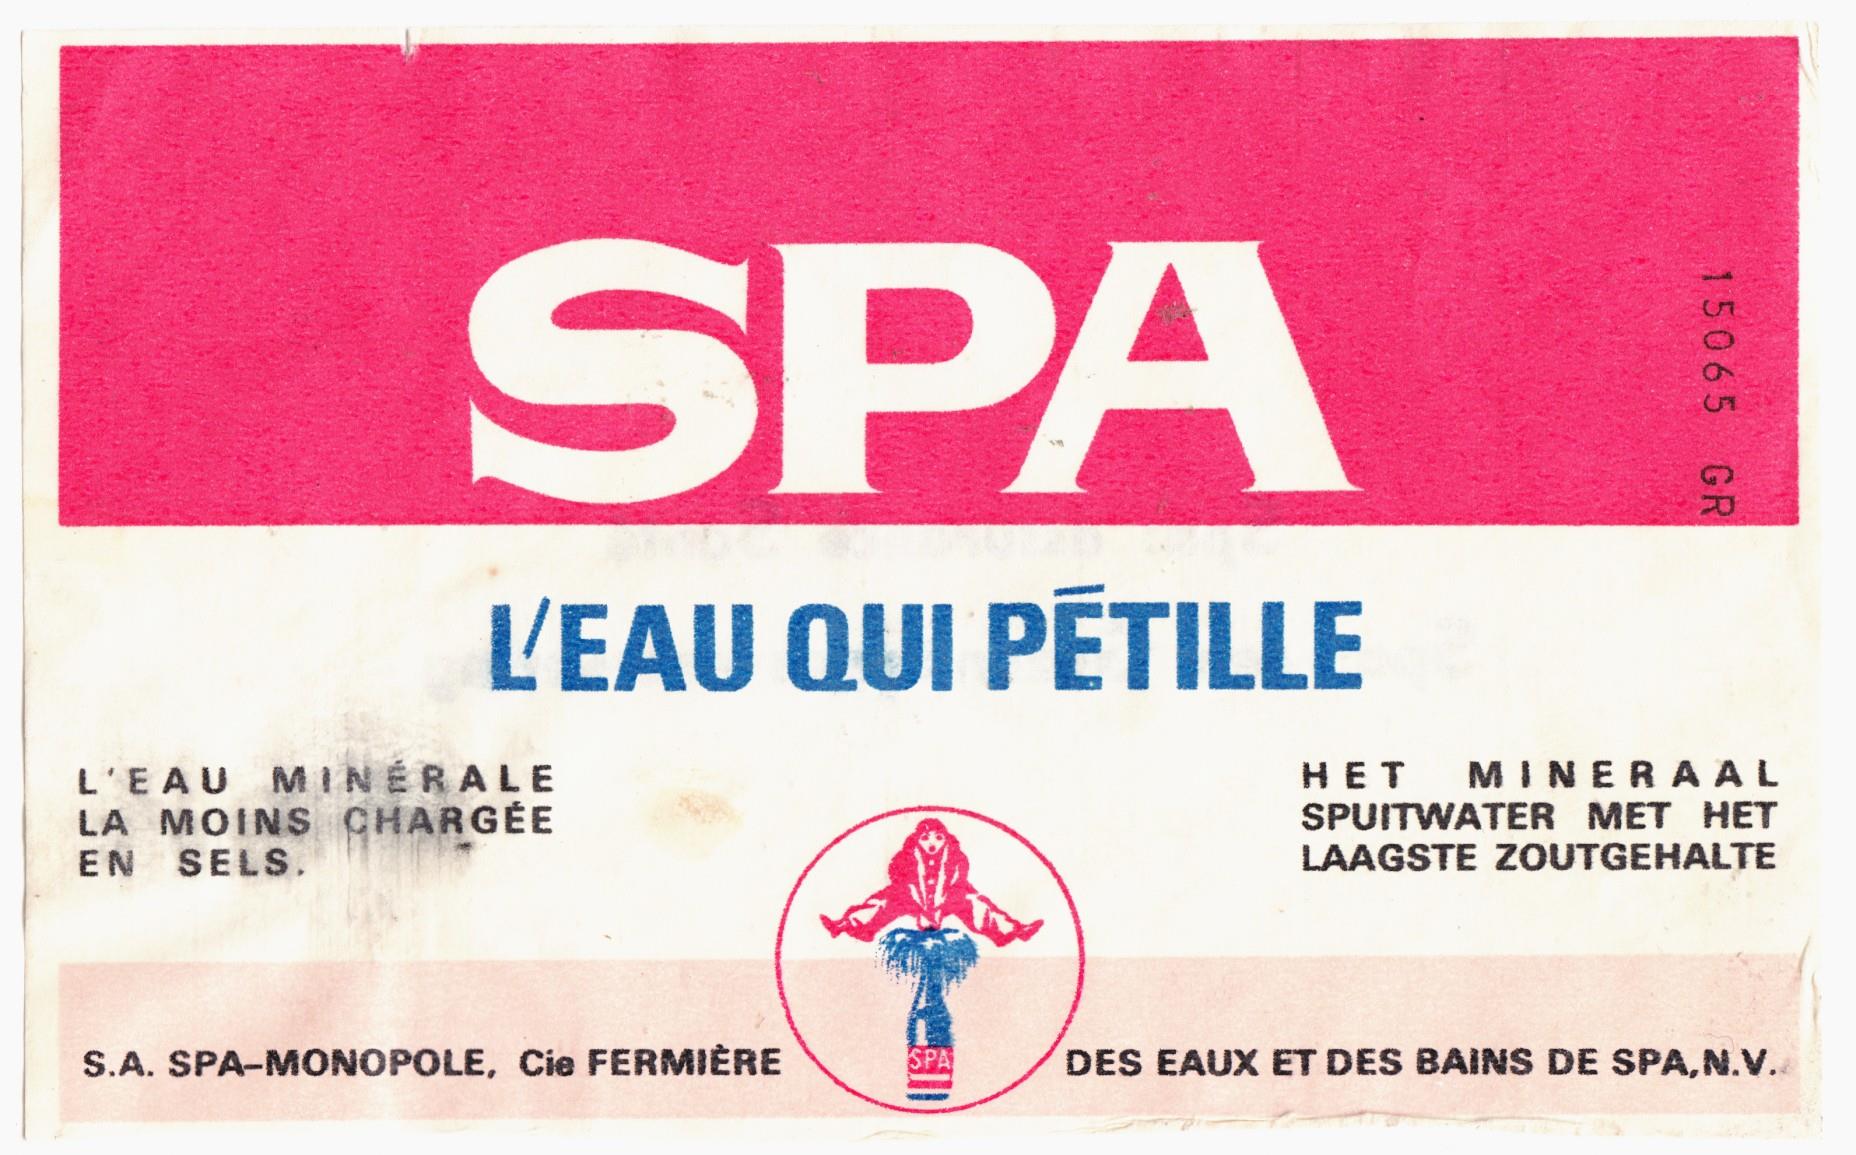 SPA
15065 GR
L'EAU QUI PÉTILLE
L'EAU MINÉRALE
LA MOINS CHARGÉE
EN SELS.
HET MINERAAL
SPUITWATER MET HET
LAAGSTE ZOUTGEHALTE
SPA
S.A. SPA-MONOPOLE, Cie FERMIÈRE DES EAUX ET DES BAINS DE SPA, N.V.